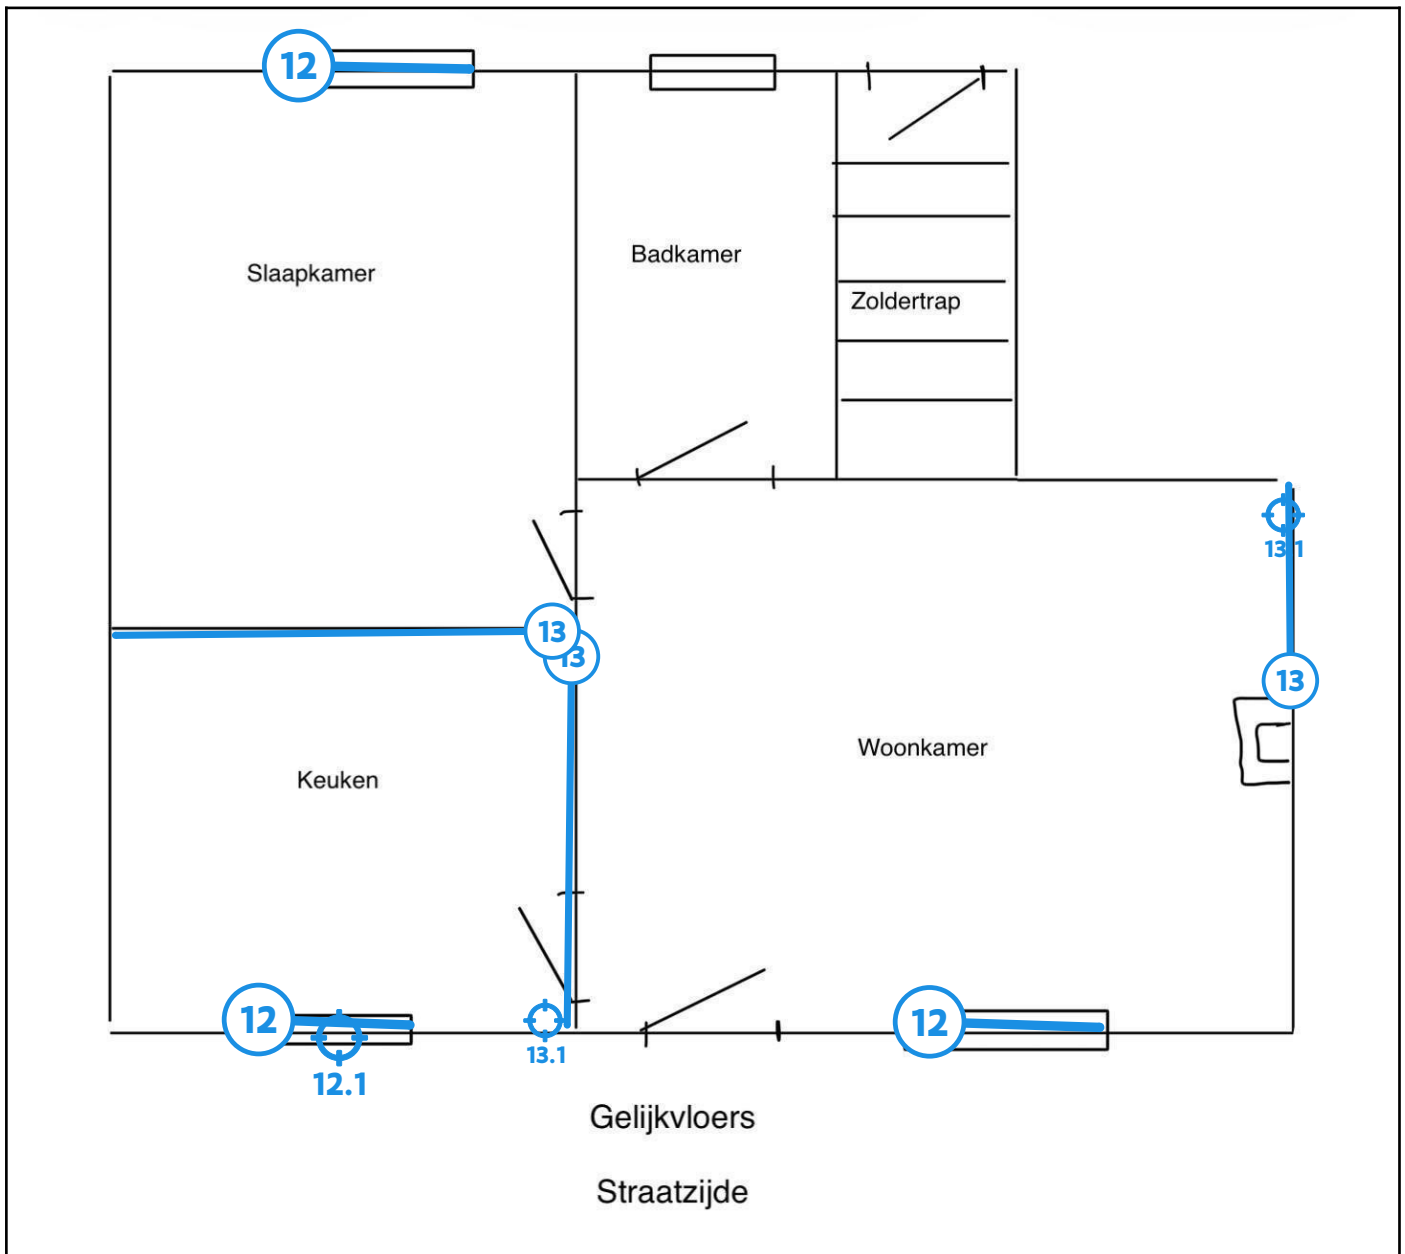 12
Slaapkamer
Badkamer
Zoldertrap
13.1
13
13
13
Woonkamer
Keuken
12
12.1
13.1
12
Gelijkvloers
Straatzijde